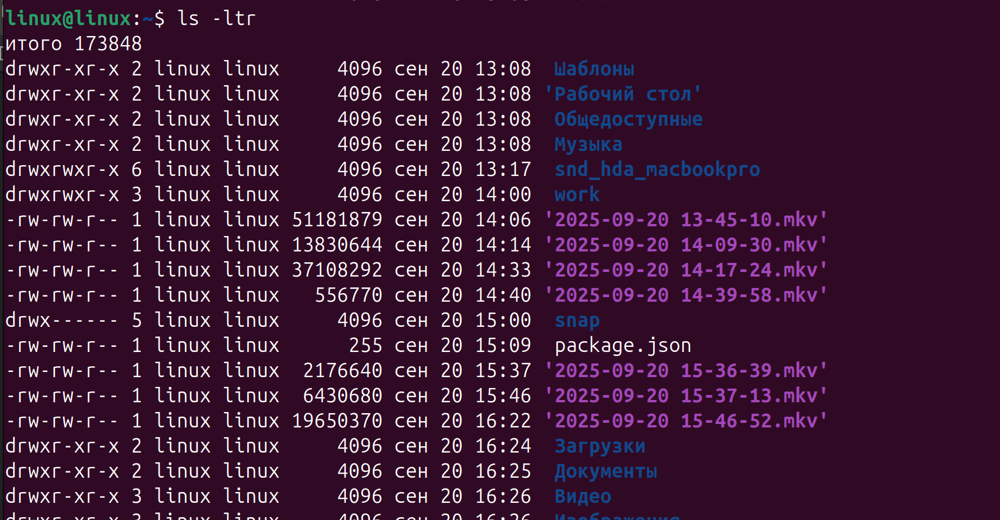 linux@linux:~$ ls -ltr
итого 173848
drwxr-xr-x 2 linux linux     4096 сен 20 13:08  Шаблоны
drwxr-xr-x 2 linux linux     4096 сен 20 13:08 'Рабочий стол'
drwxr-xr-x 2 linux linux     4096 сен 20 13:08  Общедоступные
drwxr-xr-x 2 linux linux     4096 сен 20 13:08  Музыка
drwxrwxr-x 6 linux linux     4096 сен 20 13:17  snd_hda_macbookpro
drwxrwxr-x 3 linux linux     4096 сен 20 14:00  work
-rw-rw-r-- 1 linux linux 51181879 сен 20 14:06 '2025-09-20 13-45-10.mkv'
-rw-rw-r-- 1 linux linux 13830644 сен 20 14:14 '2025-09-20 14-09-30.mkv'
-rw-rw-r-- 1 linux linux 37108292 сен 20 14:33 '2025-09-20 14-17-24.mkv'
-rw-rw-r-- 1 linux linux   556770 сен 20 14:40 '2025-09-20 14-39-58.mkv'
drwx------ 5 linux linux     4096 сен 20 15:00  snap
-rw-rw-r-- 1 linux linux      255 сен 20 15:09  package.json
-rw-rw-r-- 1 linux linux  2176640 сен 20 15:37 '2025-09-20 15-36-39.mkv'
-rw-rw-r-- 1 linux linux  6430680 сен 20 15:46 '2025-09-20 15-37-13.mkv'
-rw-rw-r-- 1 linux linux 19650370 сен 20 16:22 '2025-09-20 15-46-52.mkv'
drwxr-xr-x 2 linux linux     4096 сен 20 16:24  Загрузки
drwxr-xr-x 2 linux linux     4096 сен 20 16:25  Документы
drwxr-xr-x 3 linux linux     4096 сен 20 16:26  Видео
drwxr-xr-x 3 linux linux     4096 сен 20 16:26  Изображения